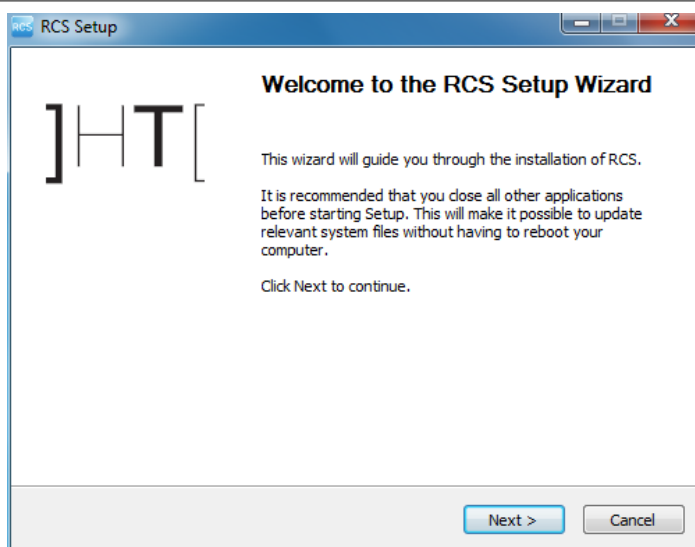 RCS RCS Setup
]HT[
Welcome to the RCS Setup Wizard
This wizard will guide you through the installation of RCS.
It is recommended that you close all other applications
before starting Setup. This will make it possible to update
relevant system files without having to reboot your
computer.
Click Next to continue.
Next > Cancel